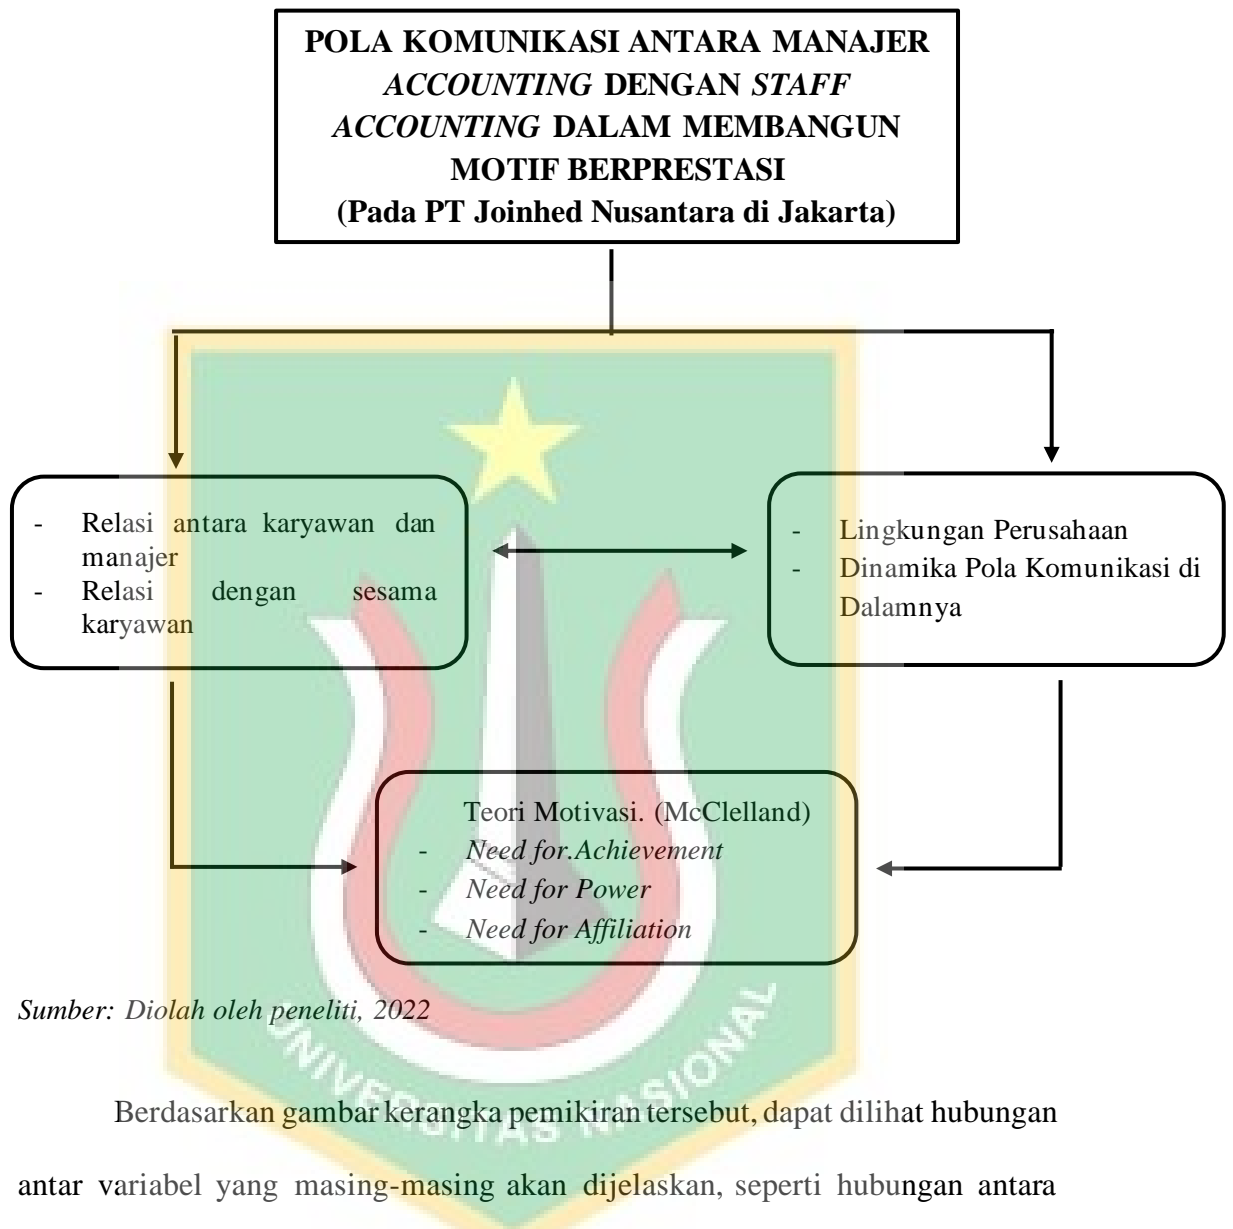 POLA KOMUNIKASI ANTARA MANAJER
ACCOUNTING DENGAN STAFF
ACCOUNTING DALAM MEMBANGUN
MOTIF BERPRESTASI
(Pada PT Joinhed Nusantara di Jakarta)
- Relasi antara karyawan dan
manajer
- Relasi dengan sesama
karyawan
- Lingkungan Perusahaan
- Dinamika Pola Komunikasi di
Dalamnya
Teori Motivasi. (McClelland)
- Need for.Achievement
- Need for Power
- Need for Affiliation
Sumber: Diolah oleh peneliti, 2022
UNIVERSITAS NASIONAL
Berdasarkan gambar kerangka pemikiran tersebut, dapat dilihat hubungan
antar variabel yang masing-masing akan dijelaskan, seperti hubungan antara